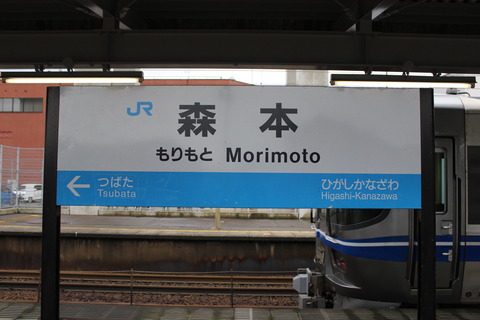 JR 森本
もりもと Morimoto
← つばた ひがしかなざわ
Tsubata Higashi-Kanazawa